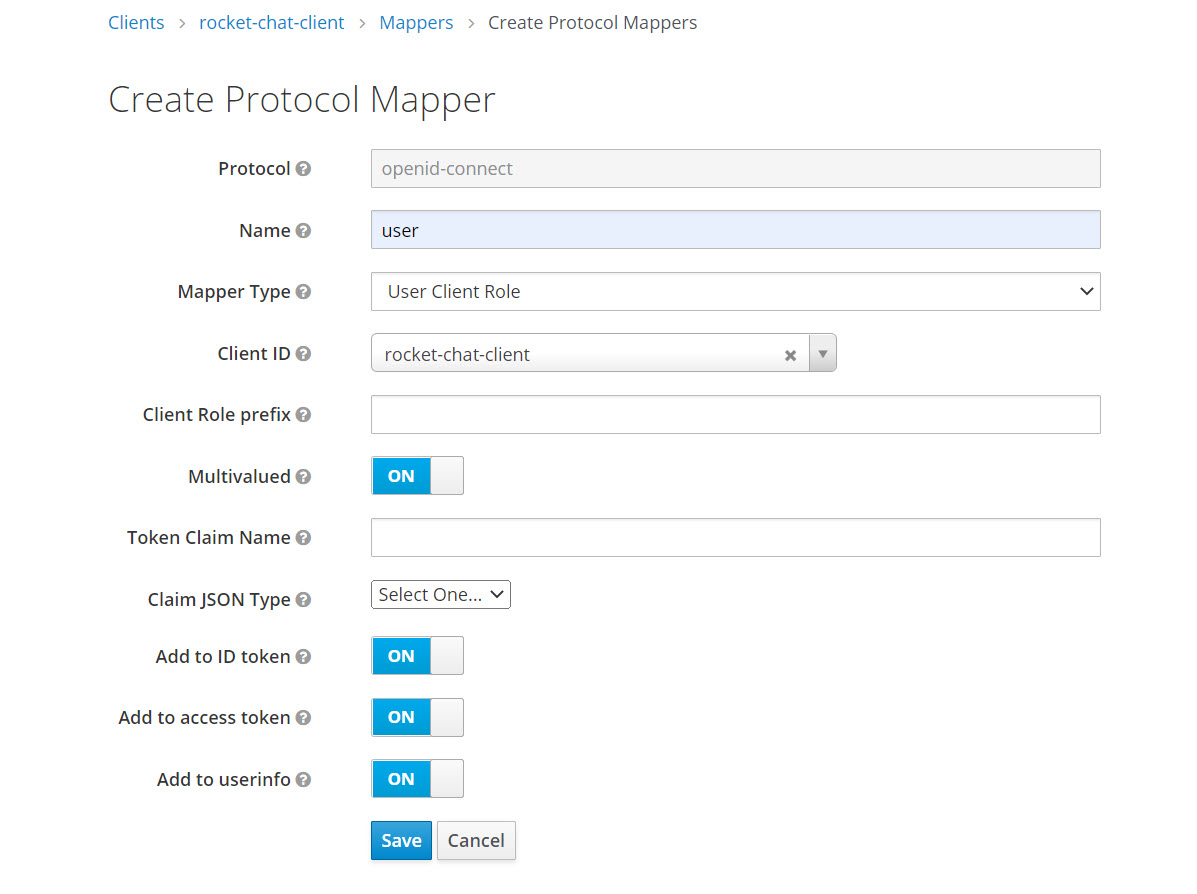 Clients > rocket-chat-client > Mappers > Create Protocol Mappers
Create Protocol Mapper
Protocol ? openid-connect
Name ? user
Mapper Type ? User Client Role
Client ID ? rocket-chat-client
Client Role prefix ?
Multivalued ? ON
Token Claim Name ?
Claim JSON Type ? Select One...
Add to ID token ? ON
Add to access token ? ON
Add to userinfo ? ON
Save Cancel